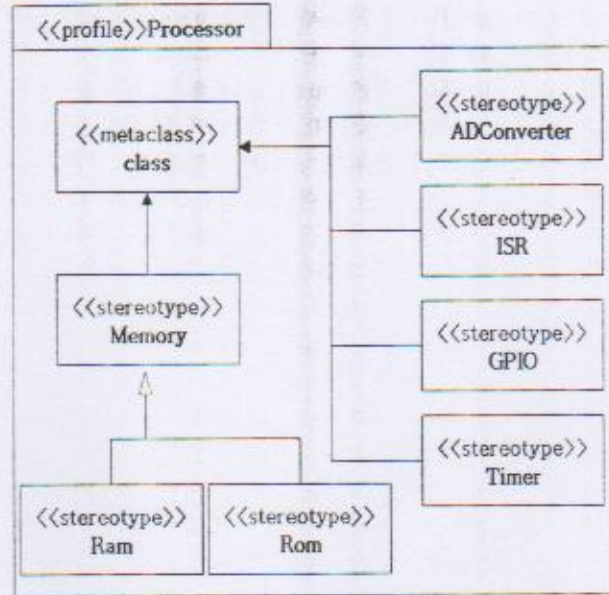 <<profile>>Processor
<<metaclass>>
class
<<stereotype>>
Memory
<<stereotype>>
Ram
<<stereotype>>
Rom
<<stereotype>>
ADConverter
<<stereotype>>
ISR
<<stereotype>>
GPIO
<<stereotype>>
Timer